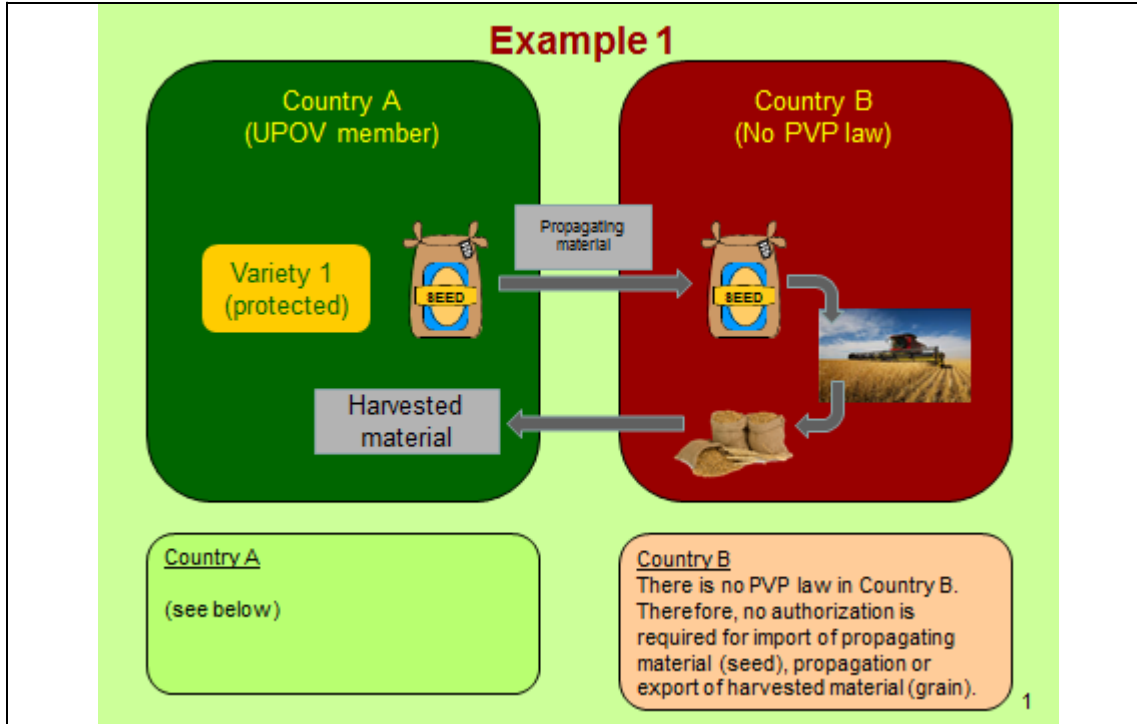 Example 1
Country A
(UPOV member)
Country B
(No PVP law)
Propagating
material
Variety 1
(protected)
SEED
SEED
Harvested
material
Country A
(see below)
Country B
There is no PVP law in Country B.
Therefore, no authorization is
required for import of propagating
material (seed), propagation or
export of harvested material (grain).
1